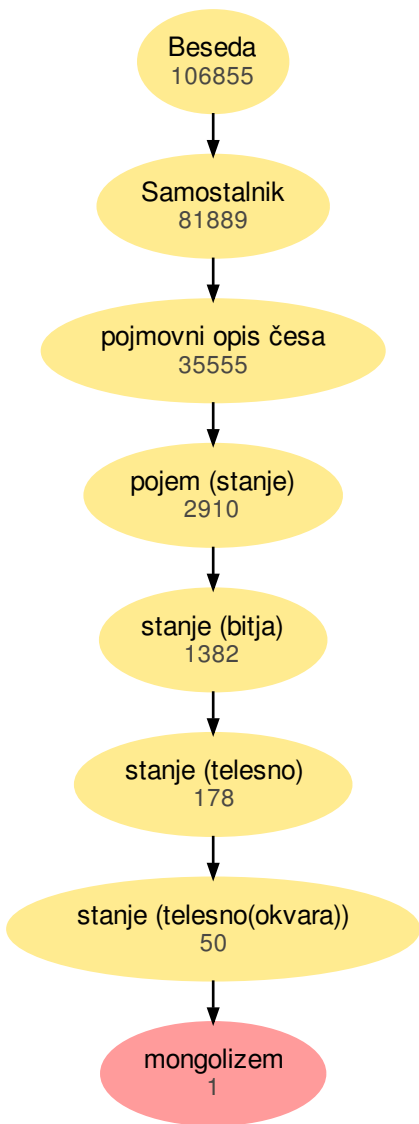 Beseda
106855
Samostalnik
81889
pojmovni opis česa
35555
pojem (stanje)
2910
stanje (bitja)
1382
stanje (telesno)
178
stanje (telesno(okvara))
50
mongolizem
1